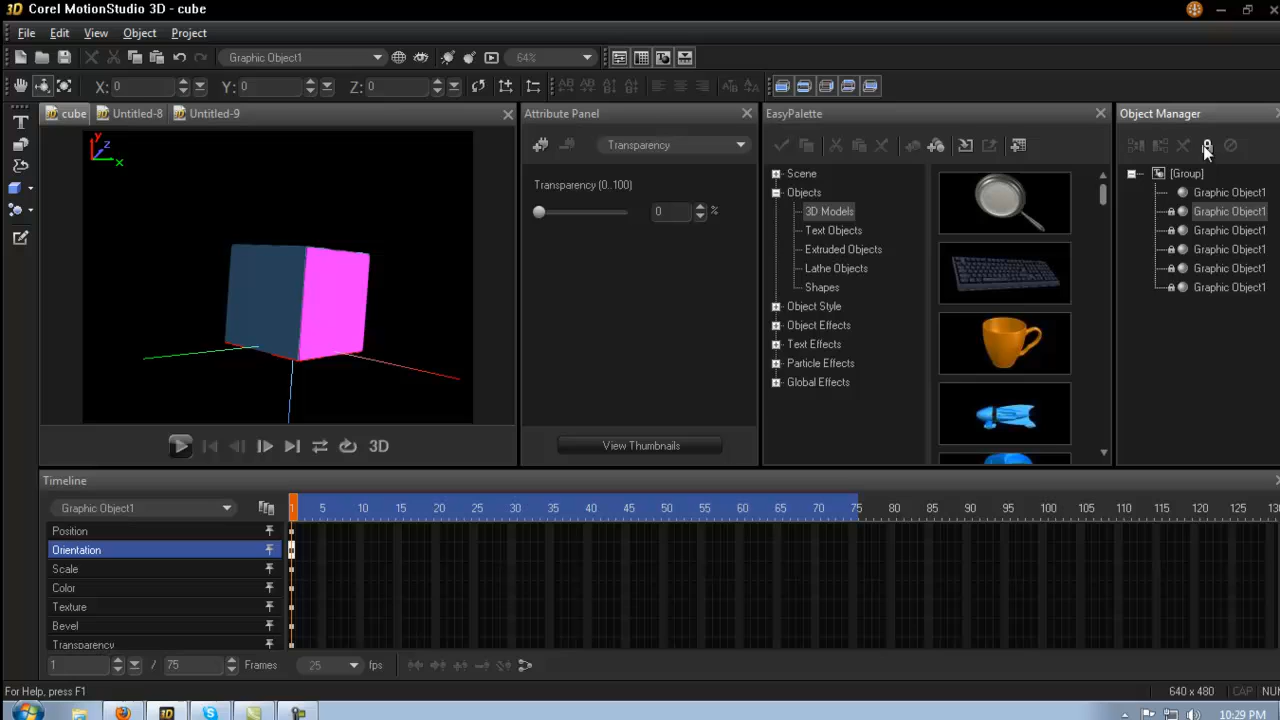 3D Corel MotionStudio 3D - cube
File Edit View Object Project
Graphic Object1 64%
X: 0 Y: 0 Z: 0
cube Untitled-8 Untitled-9
Attribute Panel
EasyPalette
Object Manager
Transparency
Transparency (0..100)
0 %
View Thumbnails
Scene
Objects
3D Models
Text Objects
Extruded Objects
Lathe Objects
Shapes
Object Style
Object Effects
Text Effects
Particle Effects
Global Effects
[Group]
Graphic Object1
Graphic Object1
Graphic Object1
Graphic Object1
Graphic Object1
Graphic Object1
Y
Z
X
3D
Timeline
Graphic Object1
1 5 10 15 20 25 30 35 40 45 50 55 60 65 70 75 80 85 90 95 100 105 110 115 120 125 130
Position
Orientation
Scale
Color
Texture
Bevel
Transparency
1 / 75 Frames 25 fps
For Help, press F1
640 x 480 CAP NU
10:29 PM